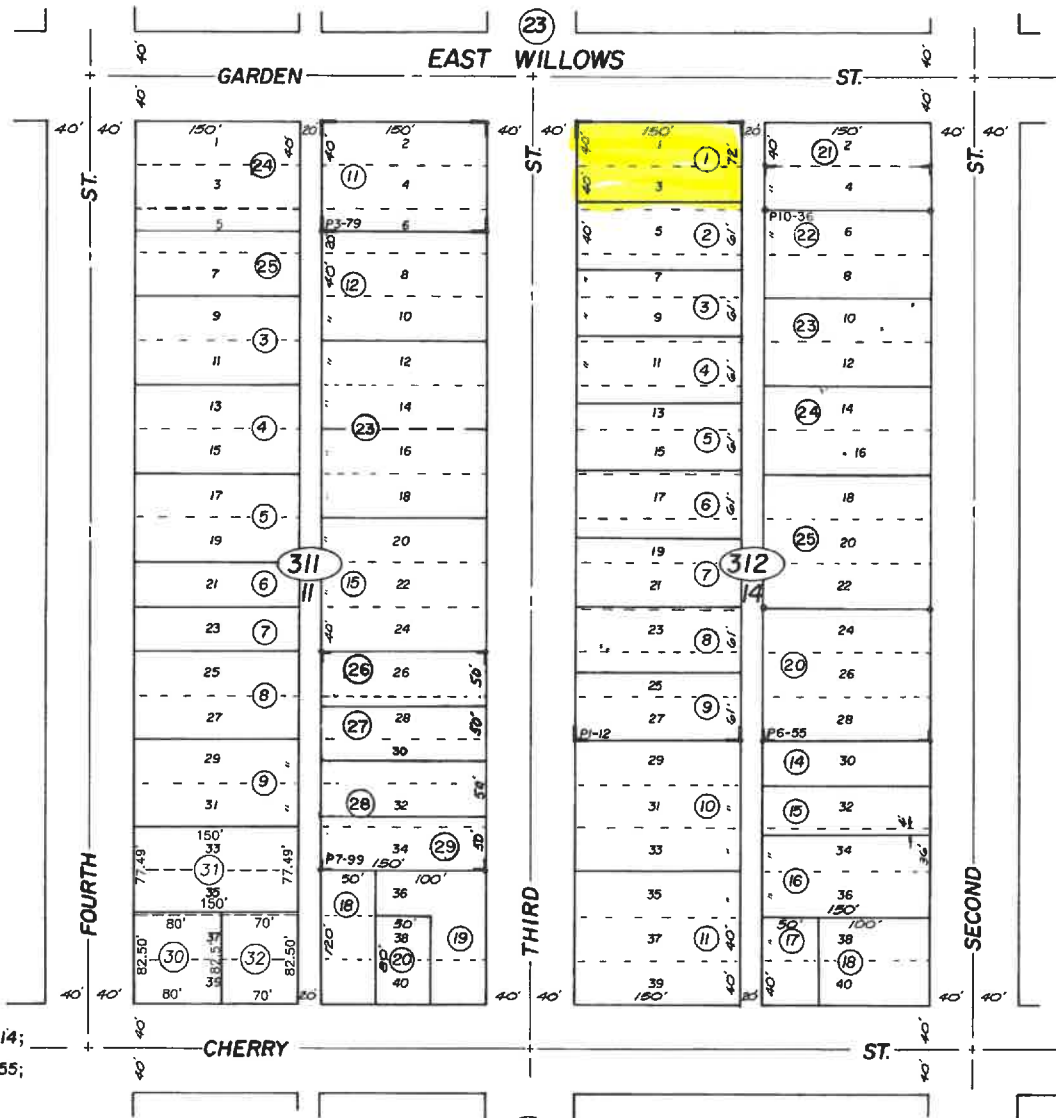 23
EAST WILLOWS
GARDEN ST.
40' 40' 40' 40' 40' 40'
40' 40' 150' 20' 150' 40' 40' 150' 20' 150' 40' 40'
ST. ST. ST.
1 40' 40' 2 40' 1 1 72' 40' 21 2
24 11
3 4 40' 3 " 4
5 P3-79 6 P10-36
20' 40' 5 2 61' " 22 6
25 40' 8
7 12 7 8
9 " 10 " 9 3 61' 23 10
3
11 " 12 " 11 4 61' 12
13 " 14 13 24 14
4 23 5 61'
15 16 15 16
17 18 17 6 61' 18
5
19 20 19 25 20
311 312
11 14
21 6 15 22 21 7 22
23 7 40' 24 23 8 61' 24
25 26 26 50' 25 20 26
8
27 27 28 50' 27 9 61' 28
30 P1-12 P6-55
29 " 29 14 30
9 50'
31 " 28 32 31 10 " 15 32
150'
33 34 29 50' 33 " " 34
77.49' 31 77.49' P7-99 150' 36'
35 50' 100' 35 " 16 36
150' 18 36 " 150'
80' 70' 50' 50' 100'
37 38 37 11 40' " 17 38
82.50' 30 82.5' 32 82.50' 120' 80' 20 19 18
39 40 39 40' 40' 40
80' 70' 20' 150' 20'
40' 40' 40' 40' 40' 40'
FOURTH THIRD SECOND
14;
CHERRY ST.
55;
40' 40' 40' 40'